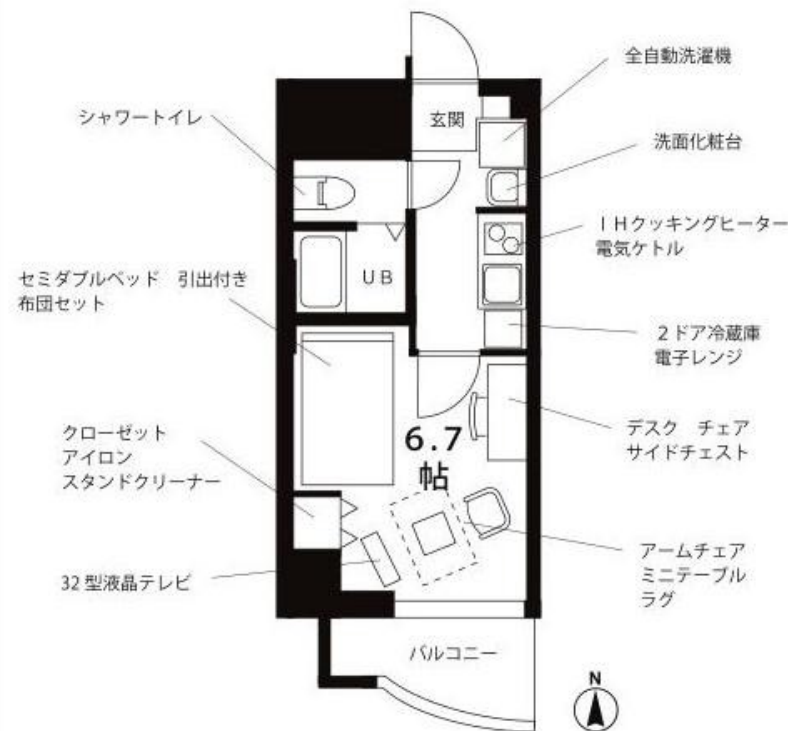 全自動洗濯機
シャワートイレ
玄関
洗面化粧台
IHクッキングヒーター
電気ケトル
セミダブルベッド　引出付き
布団セット
UB
2ドア冷蔵庫
電子レンジ
クローゼット
アイロン
スタンドクリーナー
6.7
帖
デスク　チェア
サイドチェスト
アームチェア
ミニテーブル
ラグ
32型液晶テレビ
バルコニー
N